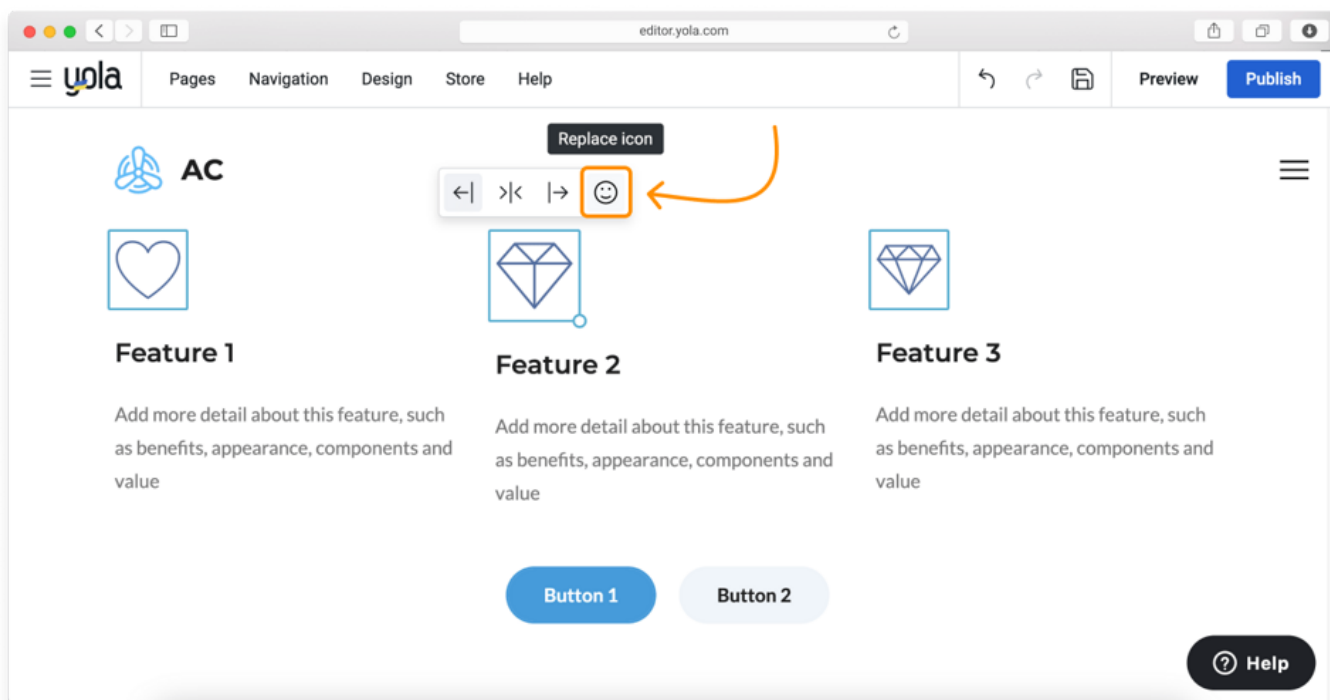 editor.yola.com
yola Pages Navigation Design Store Help Preview Publish
Replace icon
AC
Feature 1
Add more detail about this feature, such
as benefits, appearance, components and
value
Feature 2
Add more detail about this feature, such
as benefits, appearance, components and
value
Feature 3
Add more detail about this feature, such
as benefits, appearance, components and
value
Button 1 Button 2
? Help